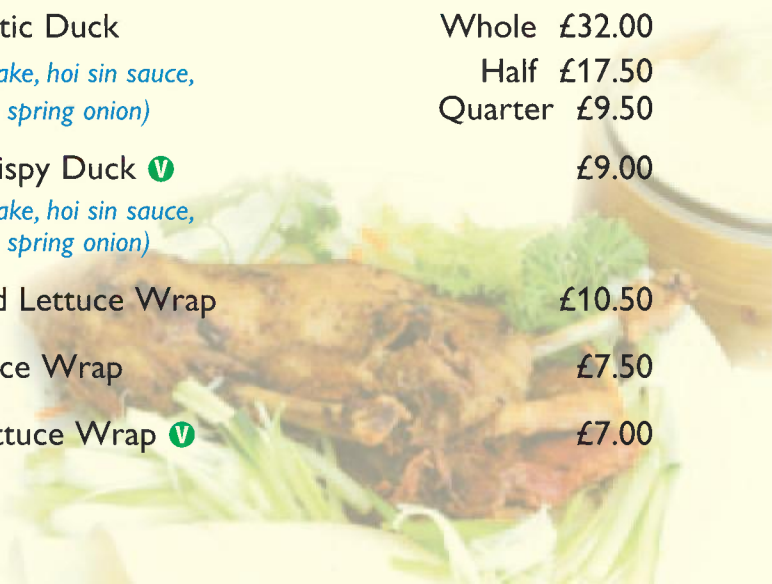 tic Duck Whole £32.00
ake, hoi sin sauce, Half £17.50
spring onion) Quarter £9.50
ispy Duck V £9.00
ake, hoi sin sauce,
spring onion)
d Lettuce Wrap £10.50
ce Wrap £7.50
ttuce Wrap V £7.00